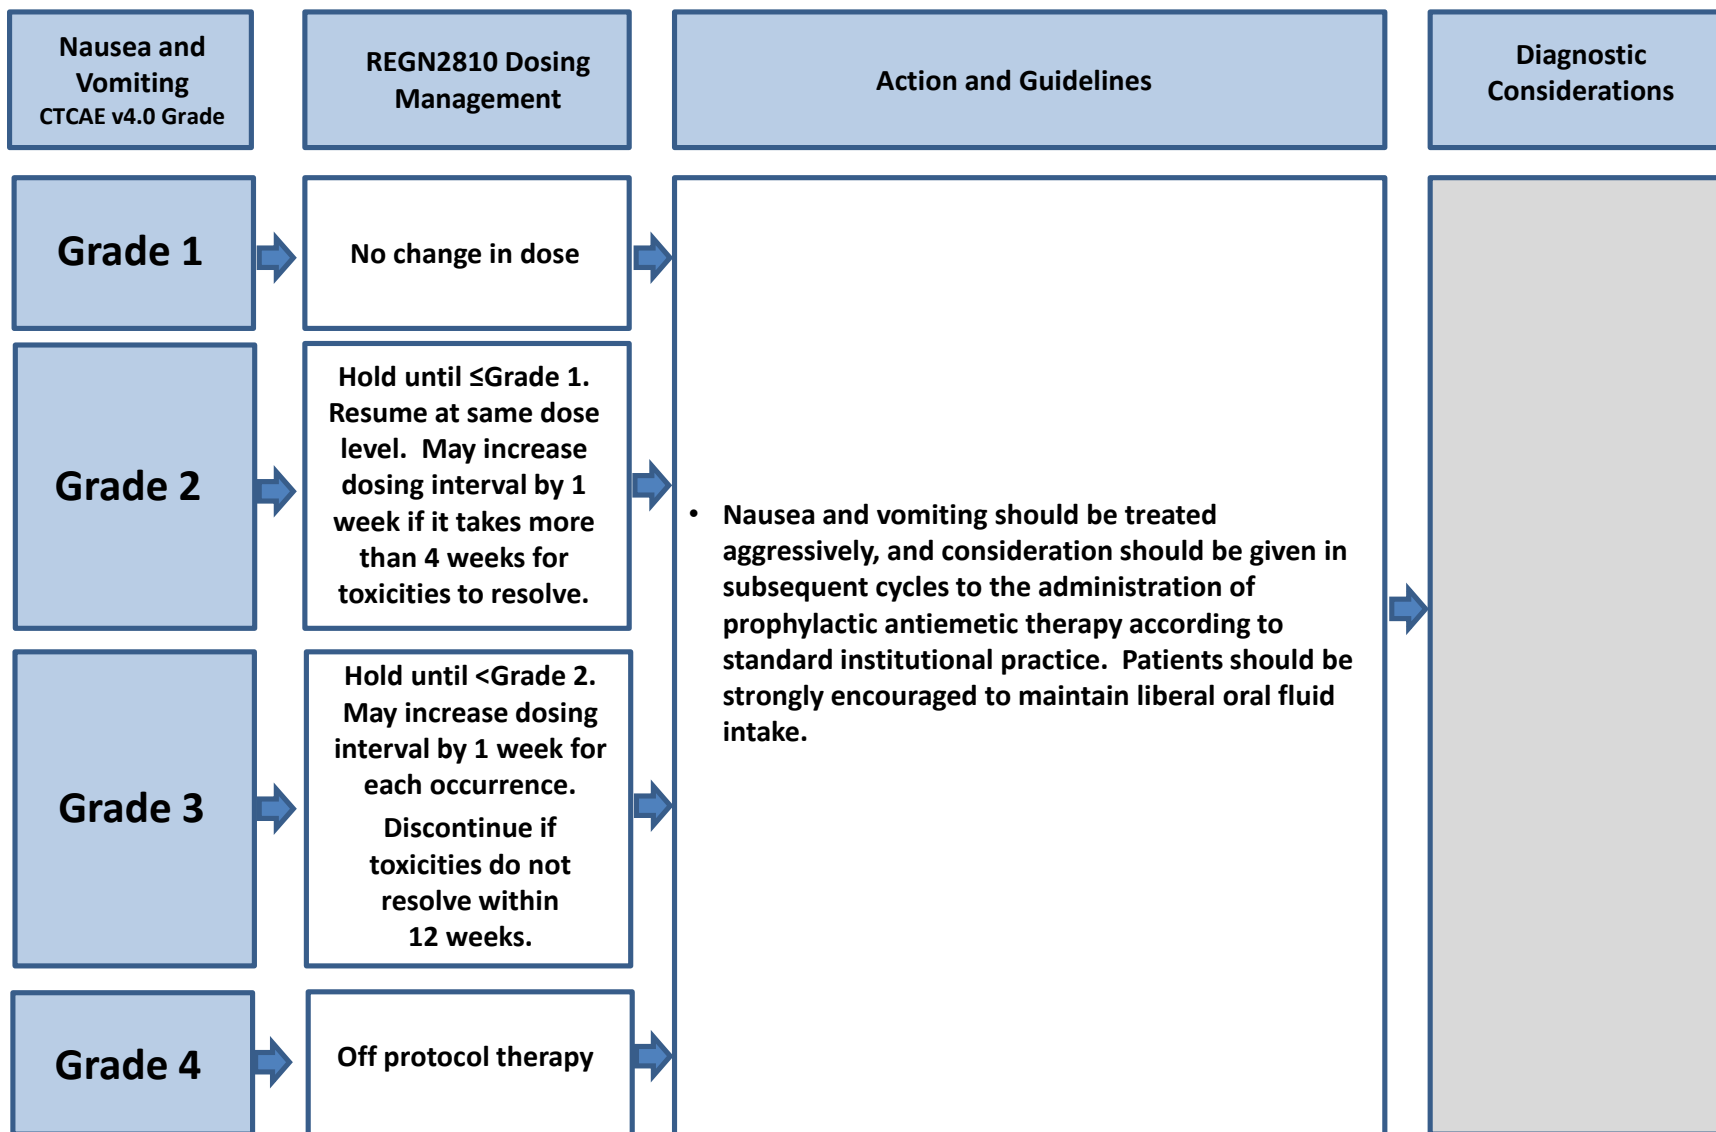 Nausea and
Vomiting
CTCAE v4.0 Grade
REGN2810 Dosing
Management
Action and Guidelines
Diagnostic
Considerations
Grade 1
No change in dose
Grade 2
Hold until ≤Grade 1.
Resume at same dose
level.  May increase
dosing interval by 1
week if it takes more
than 4 weeks for
toxicities to resolve.
Grade 3
Hold until <Grade 2.
May increase dosing
interval by 1 week for
each occurrence.
Discontinue if
toxicities do not
resolve within
12 weeks.
Grade 4
Off protocol therapy
• Nausea and vomiting should be treated
aggressively, and consideration should be given in
subsequent cycles to the administration of
prophylactic antiemetic therapy according to
standard institutional practice.  Patients should be
strongly encouraged to maintain liberal oral fluid
intake.